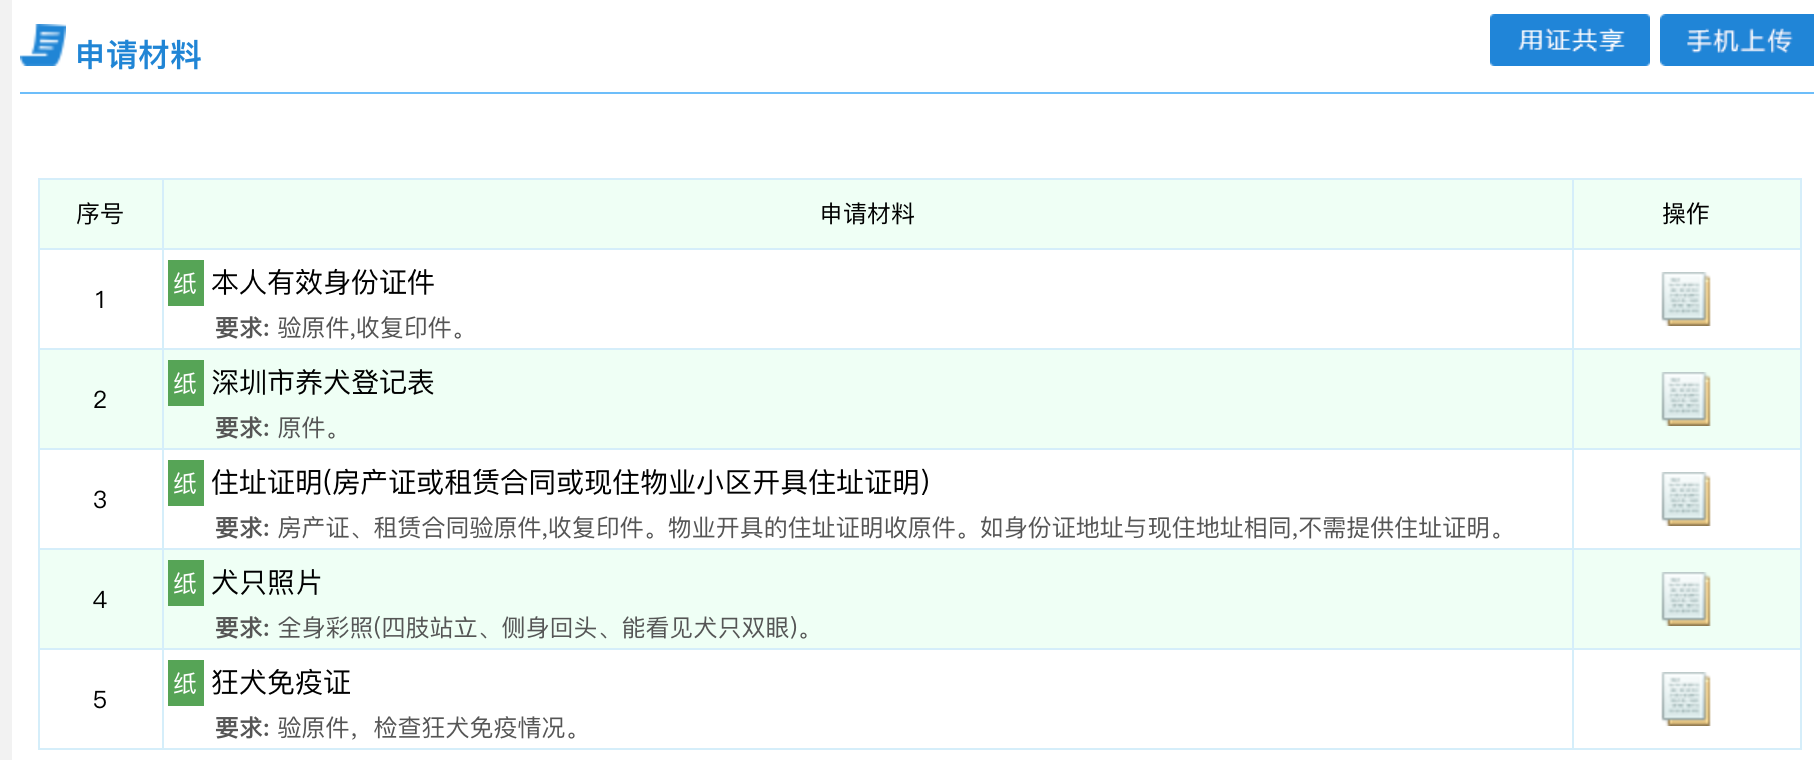 申请材料
用证共享
手机上传
序号 申请材料 操作
1 纸 本人有效身份证件
要求: 验原件,收复印件。
2 纸 深圳市养犬登记表
要求: 原件。
3 纸 住址证明(房产证或租赁合同或现住物业小区开具住址证明)
要求: 房产证、租赁合同验原件,收复印件。物业开具的住址证明收原件。如身份证地址与现住地址相同,不需提供住址证明。
4 纸 犬只照片
要求: 全身彩照(四肢站立、侧身回头、能看见犬只双眼)。
5 纸 狂犬免疫证
要求: 验原件，检查狂犬免疫情况。